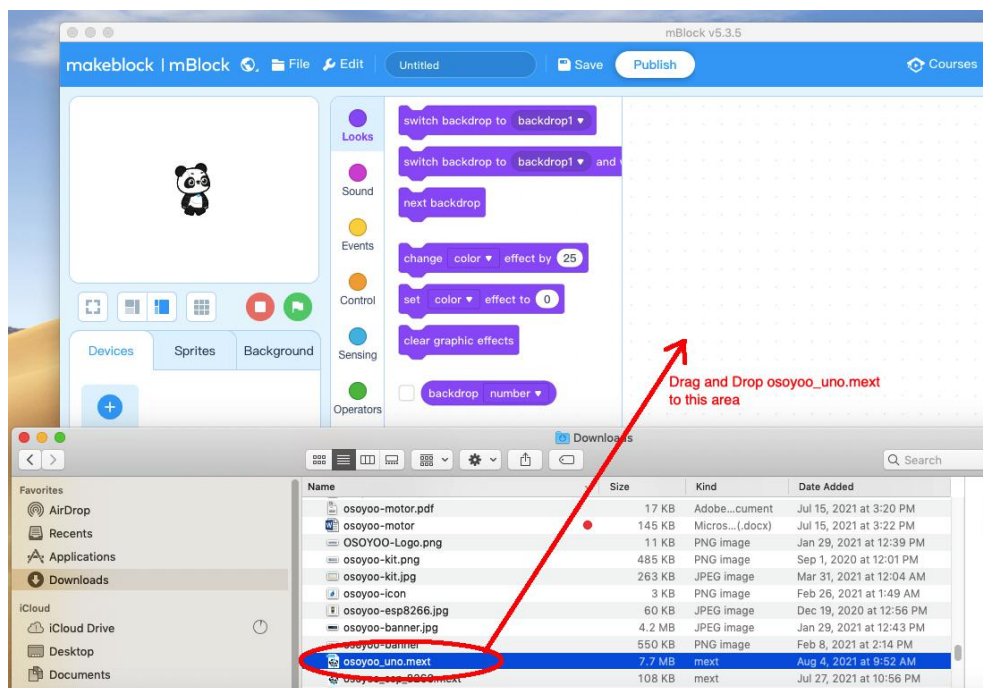 mBlock v5.3.5
makeblock | mBlock File Edit Untitled Save Publish Courses
Looks
Sound
Events
Control
Sensing
Operators
switch backdrop to backdrop1
switch backdrop to backdrop1 and
next backdrop
change color effect by 25
set color effect to 0
clear graphic effects
backdrop number
Devices Sprites Background
Drag and Drop osoyoo_uno.mext
to this area
Downloads
Search
Favorites
AirDrop
Recents
Applications
Downloads
iCloud
iCloud Drive
Desktop
Documents
Name Size Kind Date Added
osoyoo-motor.pdf 17 KB Adobe...cument Jul 15, 2021 at 3:20 PM
osoyoo-motor 145 KB Micros...(.docx) Jul 15, 2021 at 3:22 PM
OSOYOO-Logo.png 11 KB PNG image Jan 29, 2021 at 12:39 PM
osoyoo-kit.png 485 KB PNG image Sep 1, 2020 at 12:01 PM
osoyoo-kit.jpg 263 KB JPEG image Mar 31, 2021 at 12:04 AM
osoyoo-icon 3 KB PNG image Feb 26, 2021 at 1:49 AM
osoyoo-esp8266.jpg 60 KB JPEG image Dec 19, 2020 at 12:56 PM
osoyoo-banner.jpg 4.2 MB JPEG image Jan 29, 2021 at 12:43 PM
osoyoo-banner 550 KB PNG image Feb 8, 2021 at 2:14 PM
osoyoo_uno.mext 7.7 MB mext Aug 4, 2021 at 9:52 AM
osoyoo_esp_8266.mext 108 KB mext Jul 27, 2021 at 10:56 PM